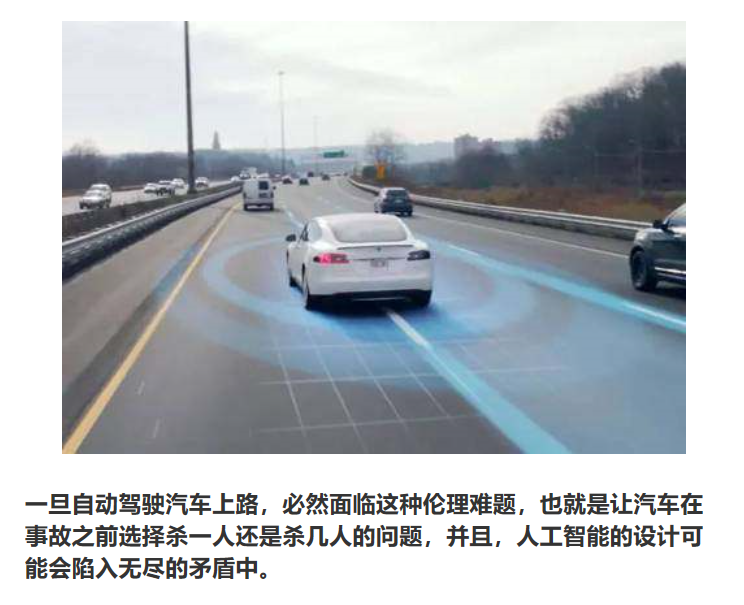 一旦自动驾驶汽车上路，必然面临这种伦理难题，也就是让汽车在
事故之前选择杀一人还是杀几人的问题，并且，人工智能的设计可
能会陷入无尽的矛盾中。